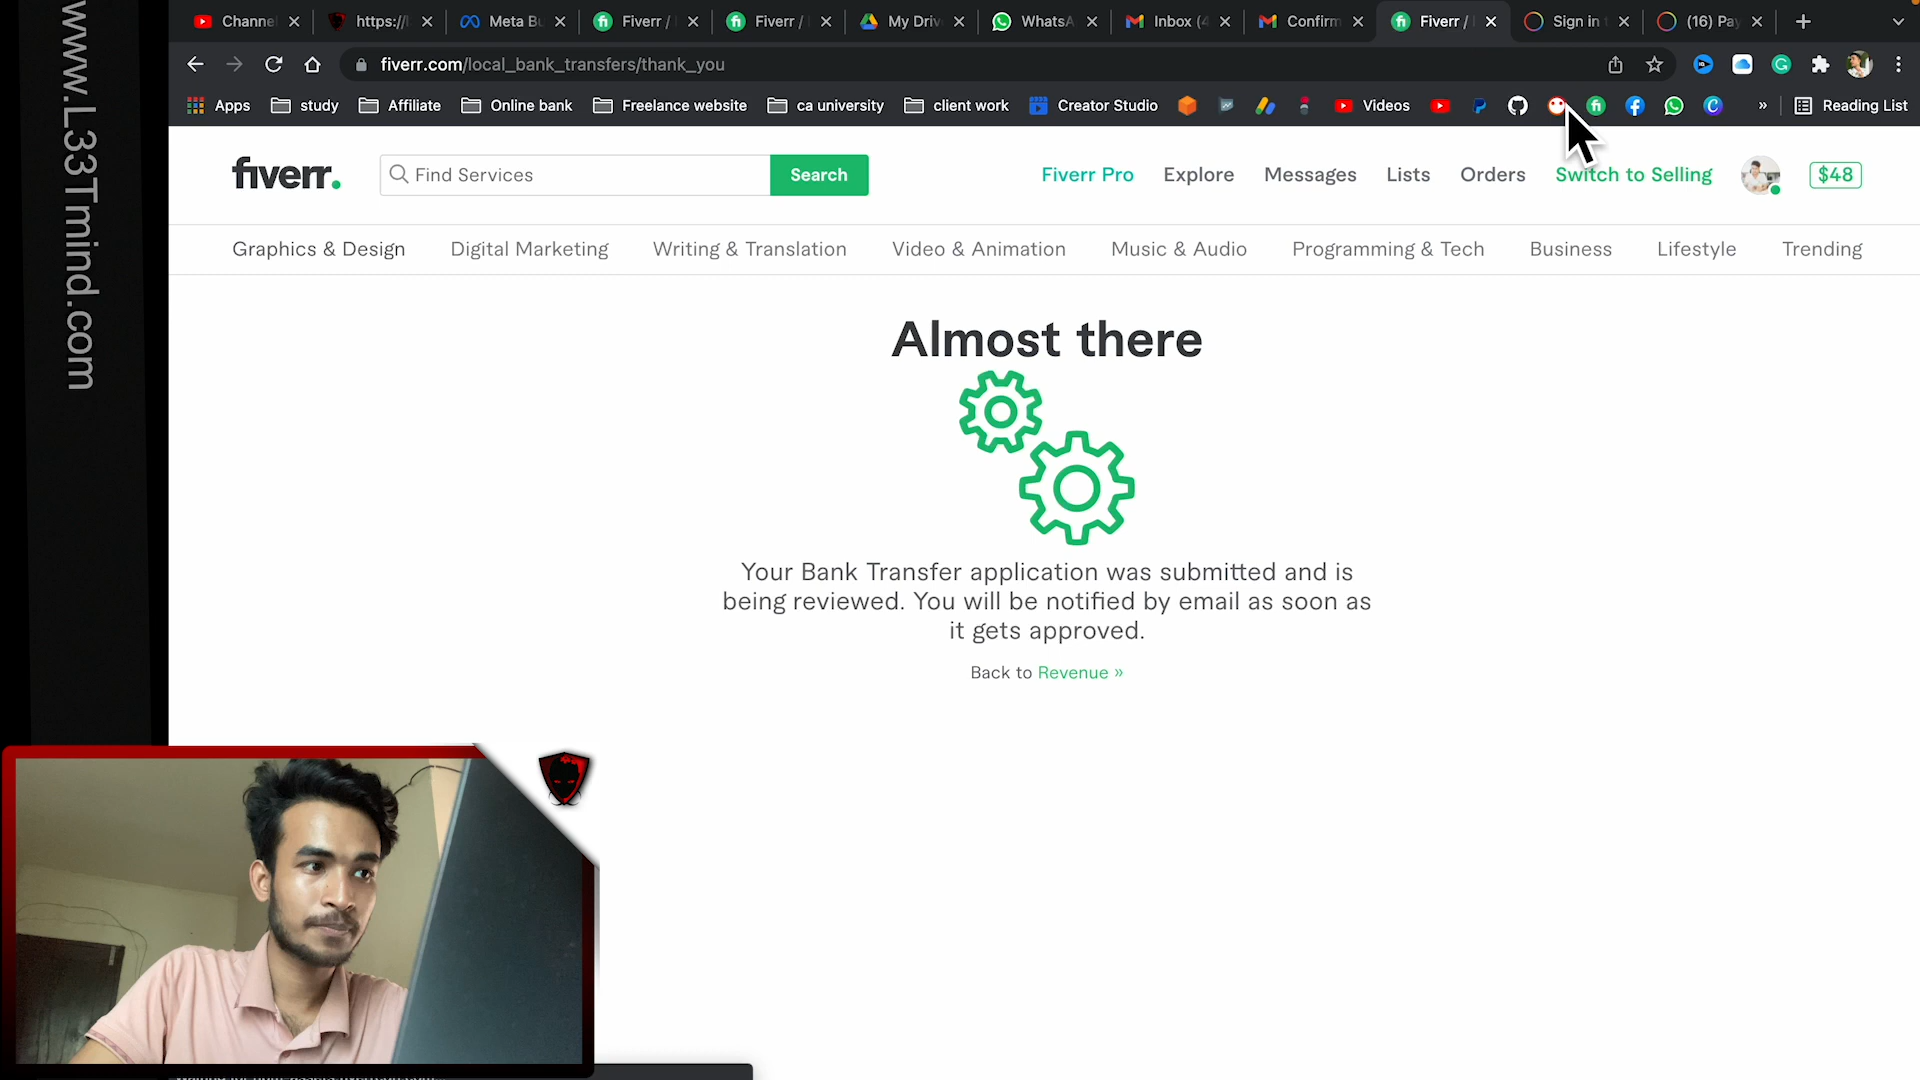 www.L33Tmind.com
Channe
https://
Meta Bu
Fiverr /
Fiverr /
My Driv
WhatsA
Inbox (4
Confirm
Fiverr /
Sign in
(16) Pay
fiverr.com/local_bank_transfers/thank_you
Apps
study
Affiliate
Online bank
Freelance website
ca university
client work
Creator Studio
Videos
»
Reading List
fiverr.
Find Services
Search
Fiverr Pro
Explore
Messages
Lists
Orders
Switch to Selling
$48
Graphics & Design
Digital Marketing
Writing & Translation
Video & Animation
Music & Audio
Programming & Tech
Business
Lifestyle
Trending
Almost there
Your Bank Transfer application was submitted and is
being reviewed. You will be notified by email as soon as
it gets approved.
Back to Revenue »